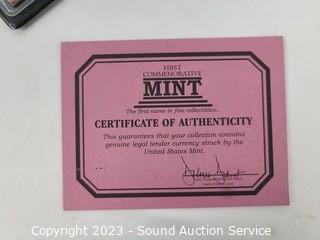 FIRST
COMMEMORATIVE
MINT
The first name in fine collectibles...
CERTIFICATE OF AUTHENTICITY
This guarantees that your collection contains
genuine legal tender currency struck by the
United States Mint.
Copyright 2023 - Sound Auction Service